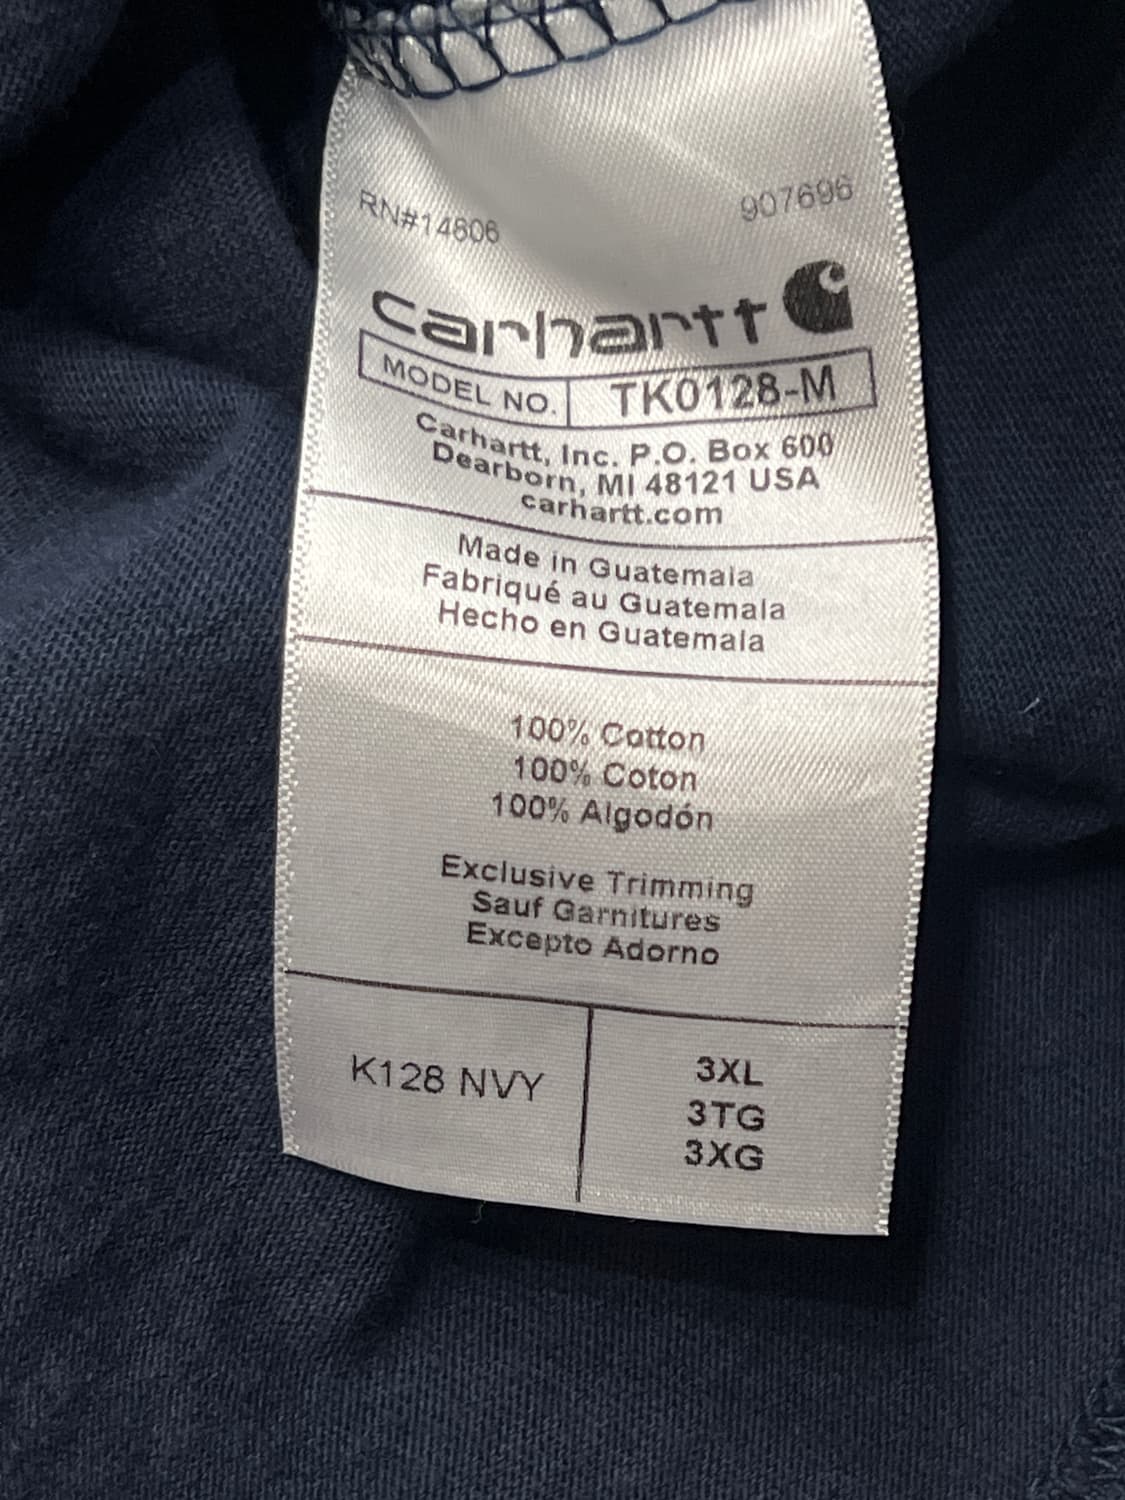 RN#14806
907696
carhartt
MODEL NO. TK0128-M
Carhartt, Inc. P.O. Box 600
Dearborn, MI 48121 USA
carhartt.com
Made in Guatemala
Fabriqué au Guatemala
Hecho en Guatemala
100% Cotton
100% Coton
100% Algodón
Exclusive Trimming
Sauf Garnitures
Excepto Adorno
K128 NVY
3XL
3TG
3XG